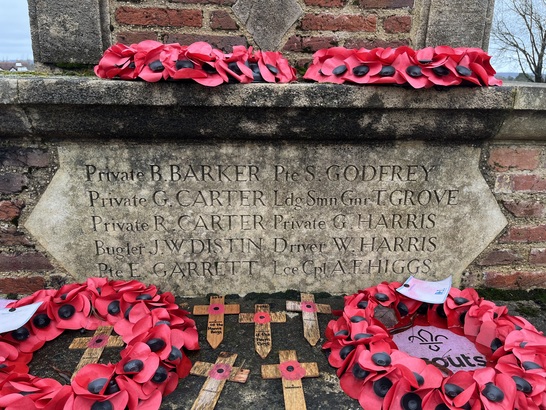 Private B. BARKER Pte S. GODFREY
Private G. CARTER Ldg Smn Gnr T. GROVE
Private R. CARTER Private G. HARRIS
Bugler J. W. DISTIN Driver W. HARRIS
Pte E. GARRETT Lce Cpl A.F. HIGGS
outs